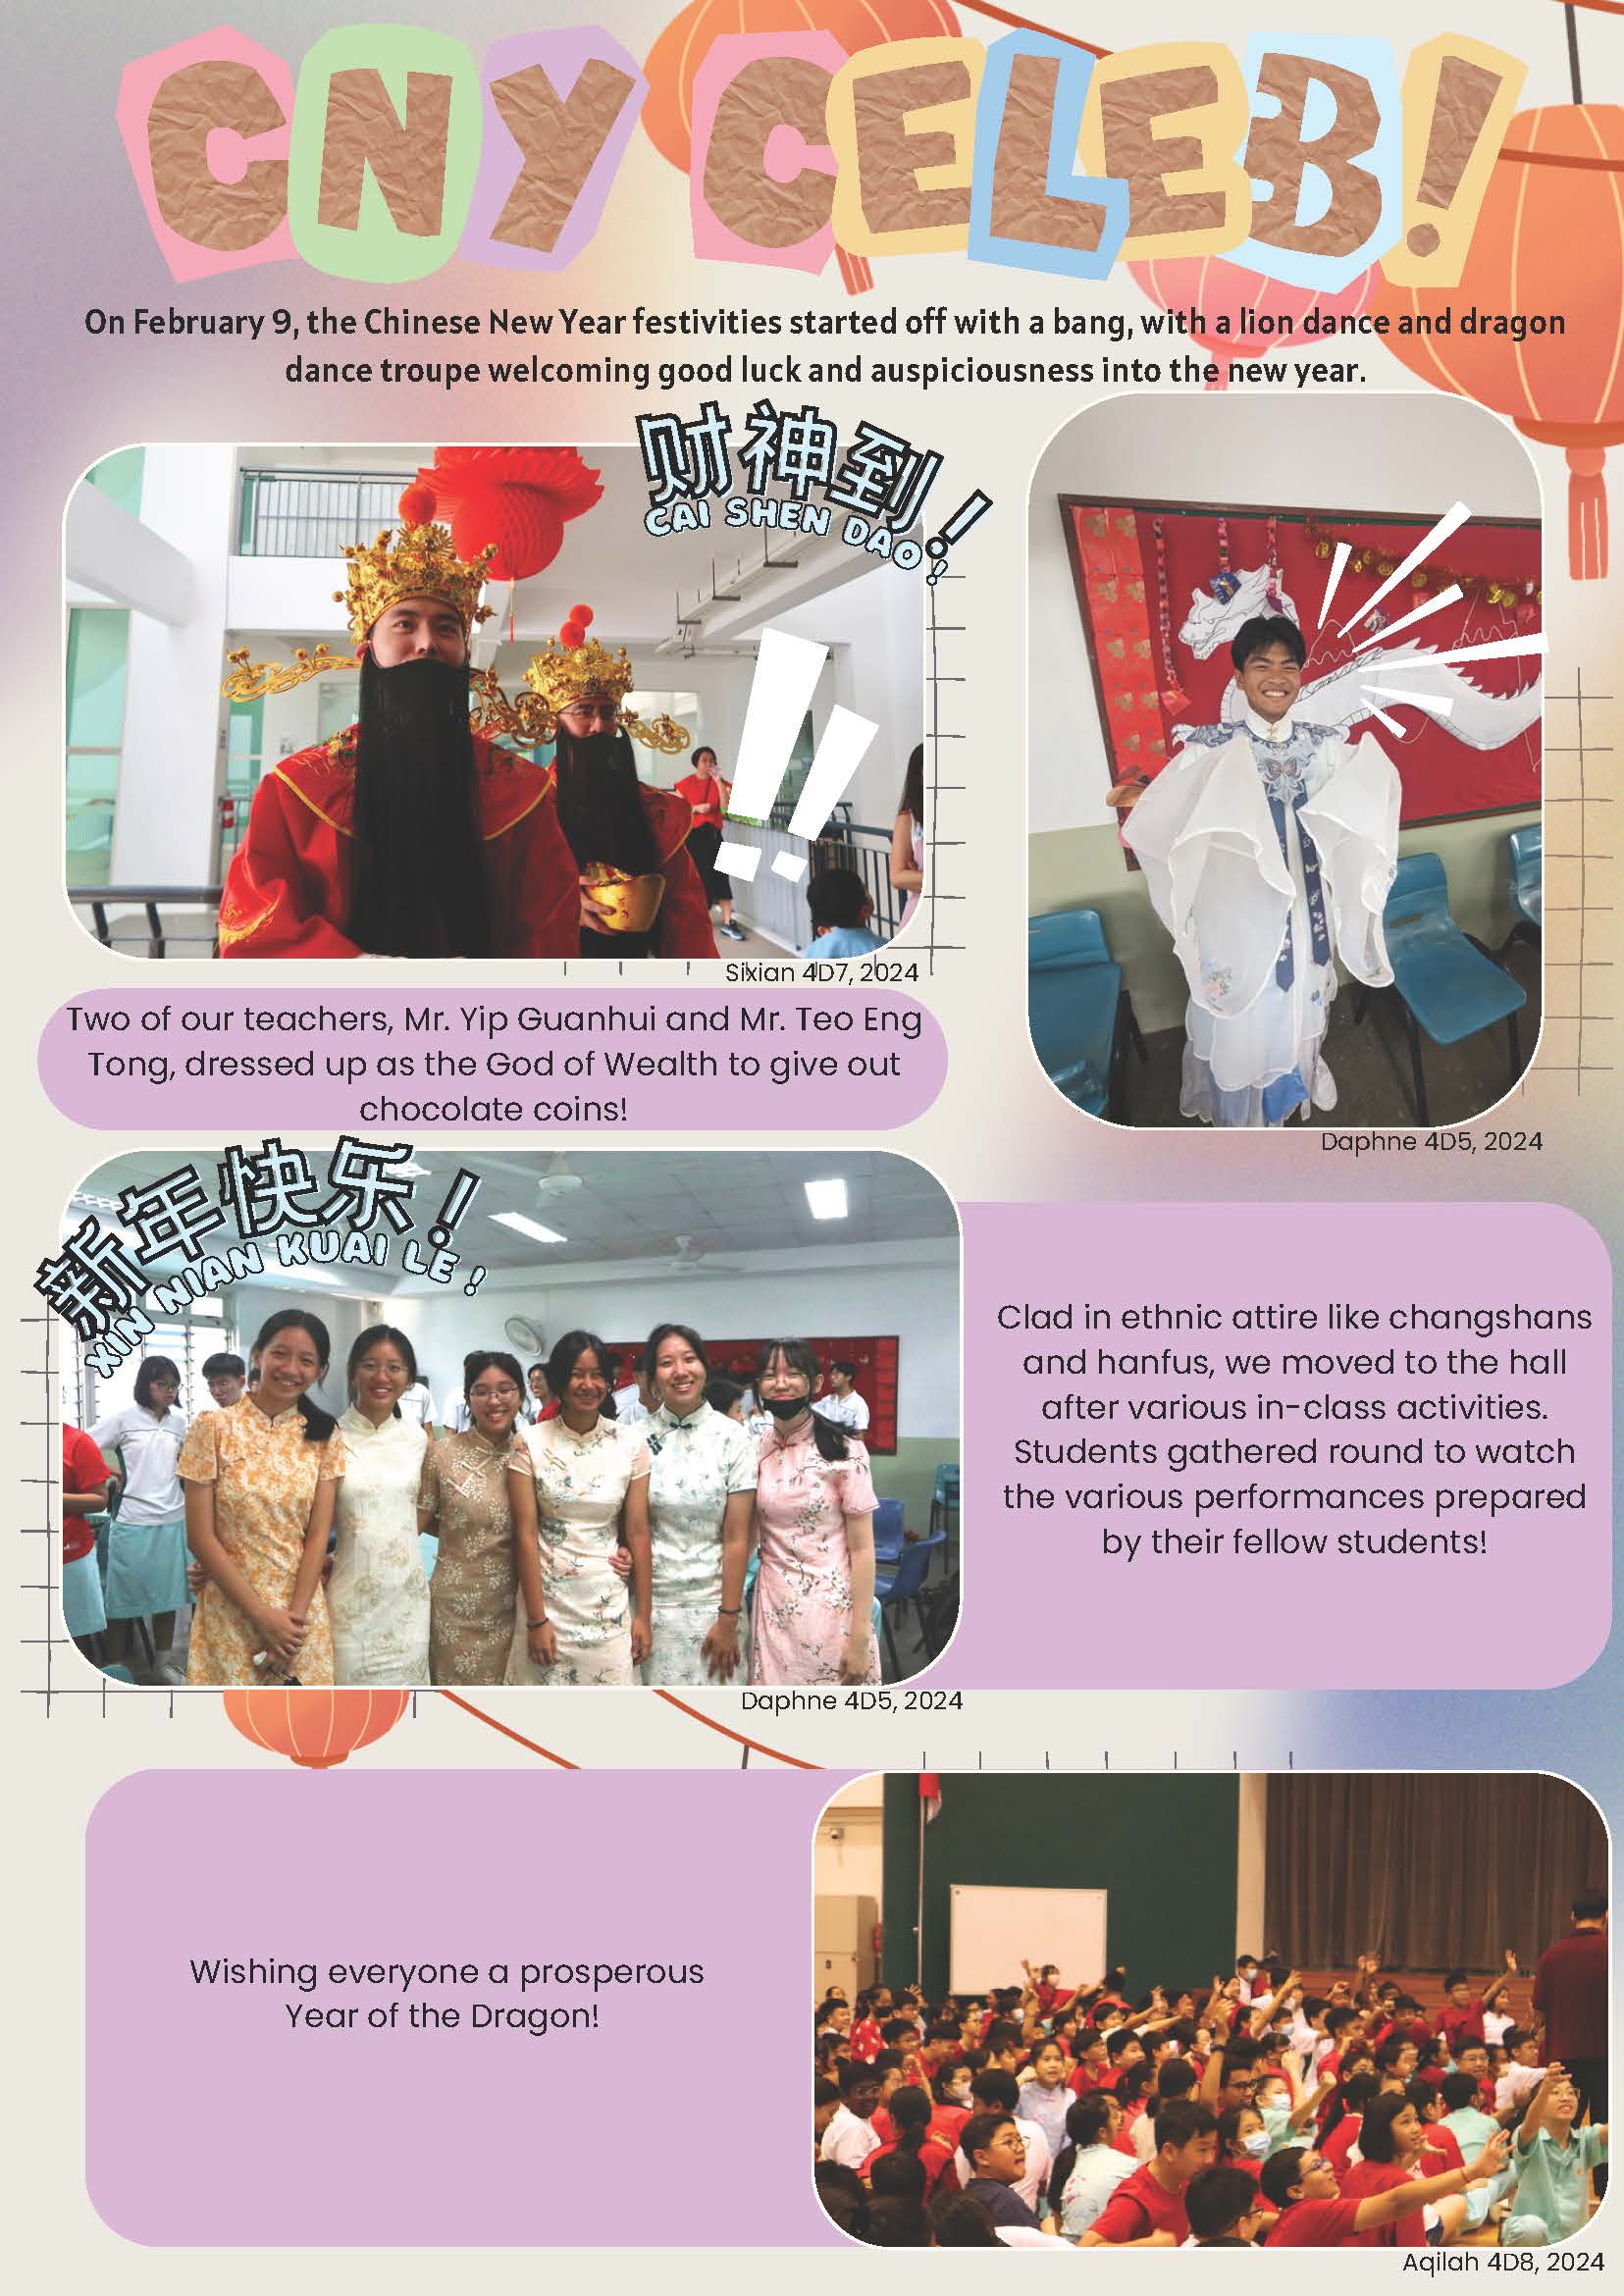 CNY CELEB!
On February 9, the Chinese New Year festivities started off with a bang, with a lion dance and dragon
dance troupe welcoming good luck and auspiciousness into the new year.
财神到!
CAI SHEN DAO!
Sixian 4D7, 2024
Two of our teachers, Mr. Yip Guanhui and Mr. Teo Eng
Tong, dressed up as the God of Wealth to give out
chocolate coins!
Daphne 4D5, 2024
新年快乐!
XIN NIAN KUAI LE!
Daphne 4D5, 2024
Clad in ethnic attire like changshans
and hanfus, we moved to the hall
after various in-class activities.
Students gathered round to watch
the various performances prepared
by their fellow students!
Wishing everyone a prosperous
Year of the Dragon!
Aqilah 4D8, 2024